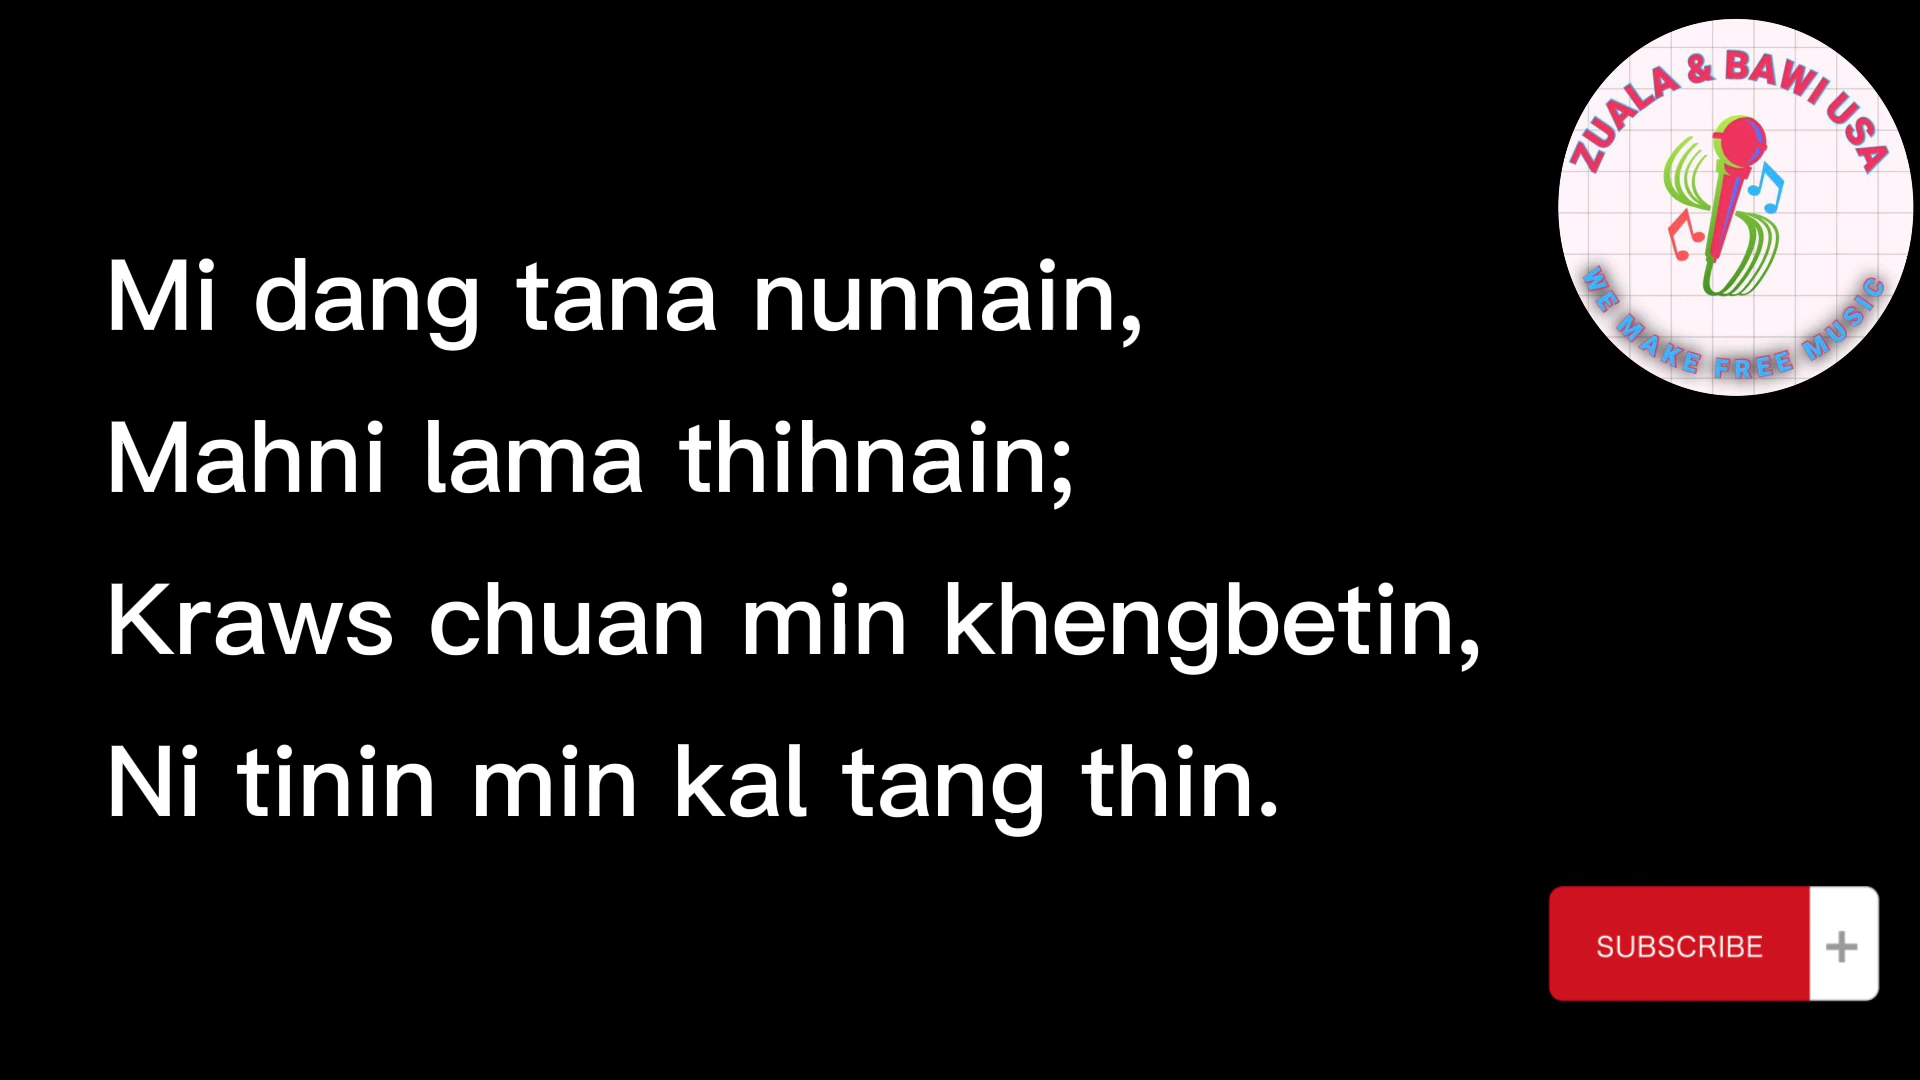 ZUALA & BAWI USA
WE MAKE FREE MUSIC
Mi dang tana nunnain,
Mahni lama thihnain;
Kraws chuan min khengbetin,
Ni tinin min kal tang thin.
SUBSCRIBE +